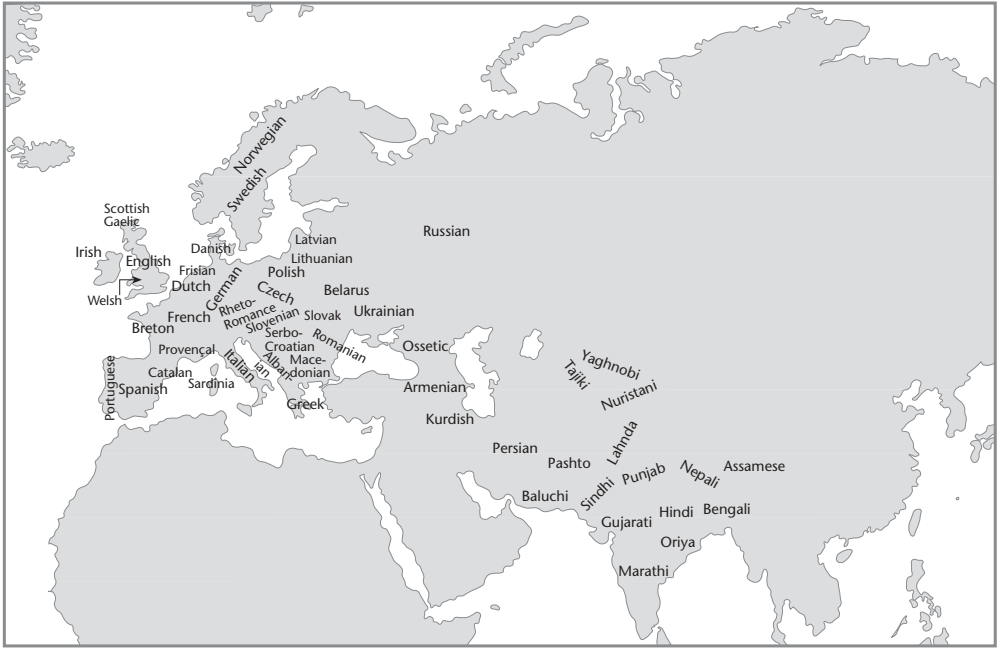 Norwegian
Swedish
Scottish
Gaelic
Irish
English
Welsh
Danish
Frisian
Dutch
German
Latvian
Lithuanian
Polish
Russian
Belarus
Czech
Ukrainian
Slovak
Rheto-
Romance
Slovenian
French
Breton
Serbo-
Croatian
Romanian
Ossetic
Provençal
Italian
Alban-
ian
Mace-
donian
Catalan
Sardinia
Portuguese
Spanish
Greek
Armenian
Kurdish
Yaghnobi
Tajiki
Nuristani
Persian
Pashto
Lahnda
Baluchi
Sindhi
Punjab
Nepali
Assamese
Gujarati
Hindi
Bengali
Oriya
Marathi